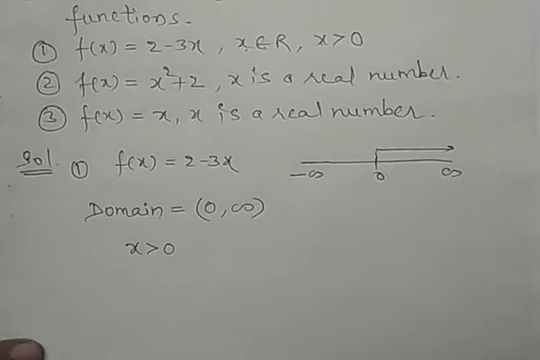 functions.
① f(x) = 2-3x , x ∈ R, x>0
② f(x) = x²+2 , x is a real number.
③ f(x) = x, x is a real number.
Sol. ① f(x) = 2-3x
-∞ 0 ∞
Domain = (0, ∞)
x>0